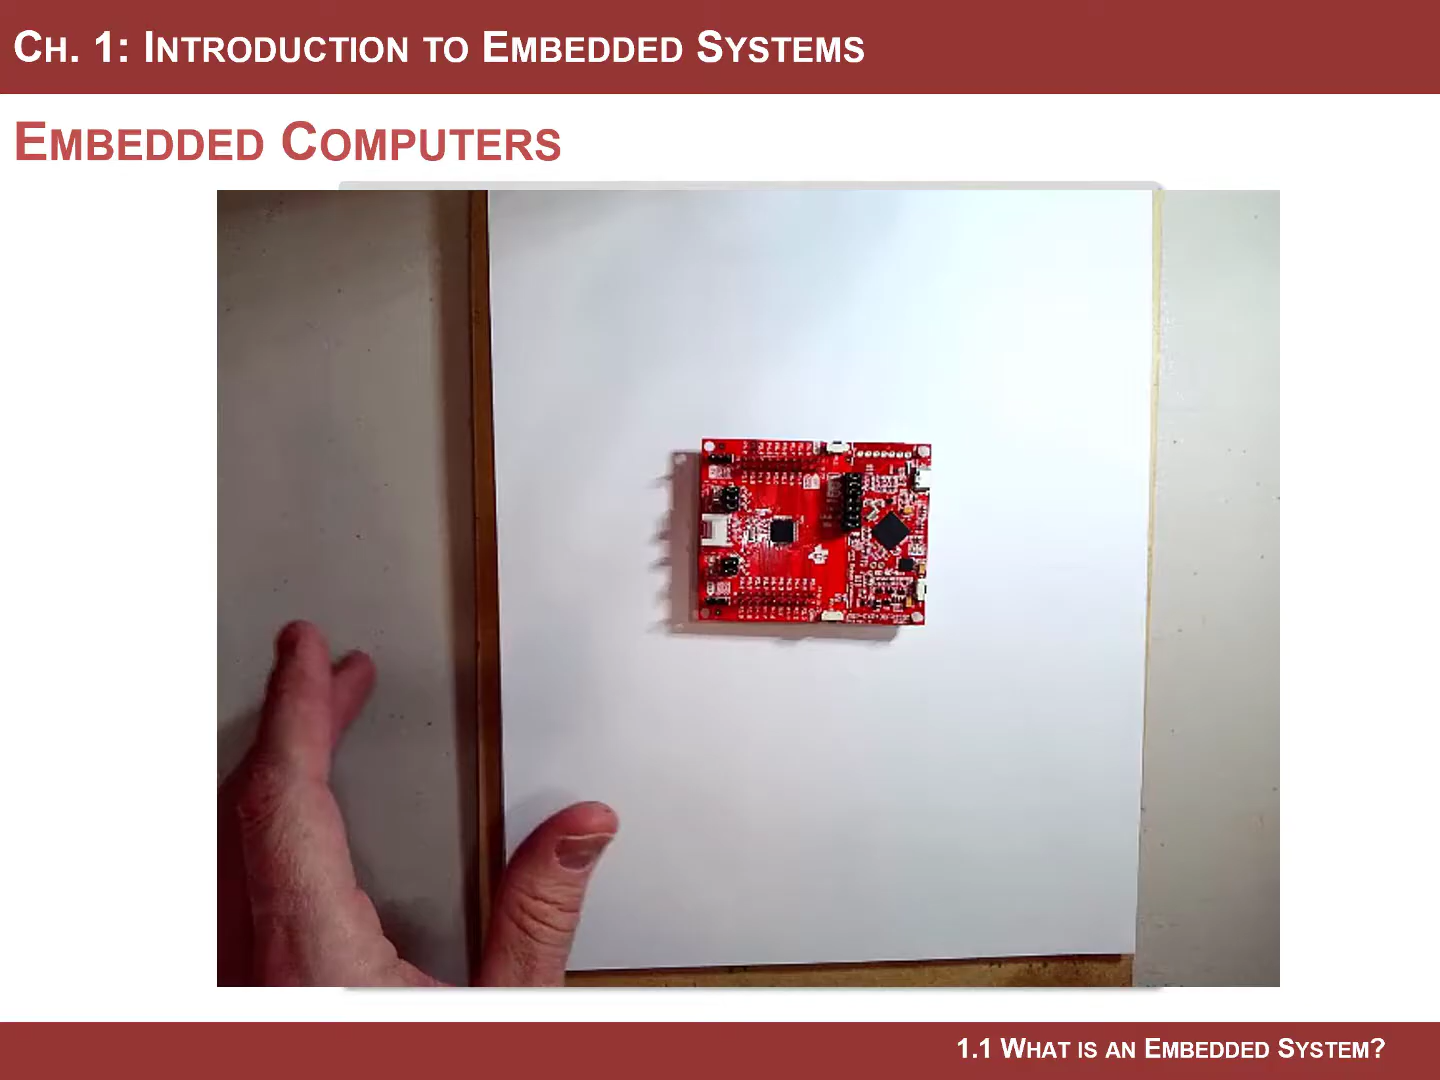 Ch. 1: Introduction to Embedded Systems
Embedded Computers
1.1 What is an Embedded System?